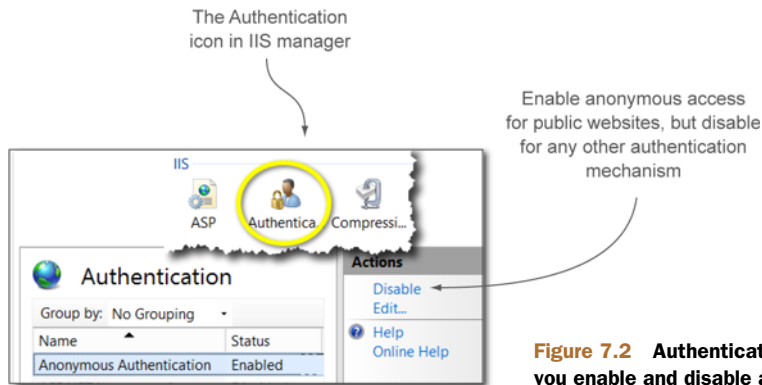 The Authentication
icon in IIS manager
Enable anonymous access
for public websites, but disable
for any other authentication
mechanism
IIS
ASP
Authentica...
Compressi...
Authentication
Group by: No Grouping
Name
Status
Anonymous Authentication
Enabled
Actions
Disable
Edit...
Help
Online Help
Figure 7.2 Authenticat
you enable and disable a